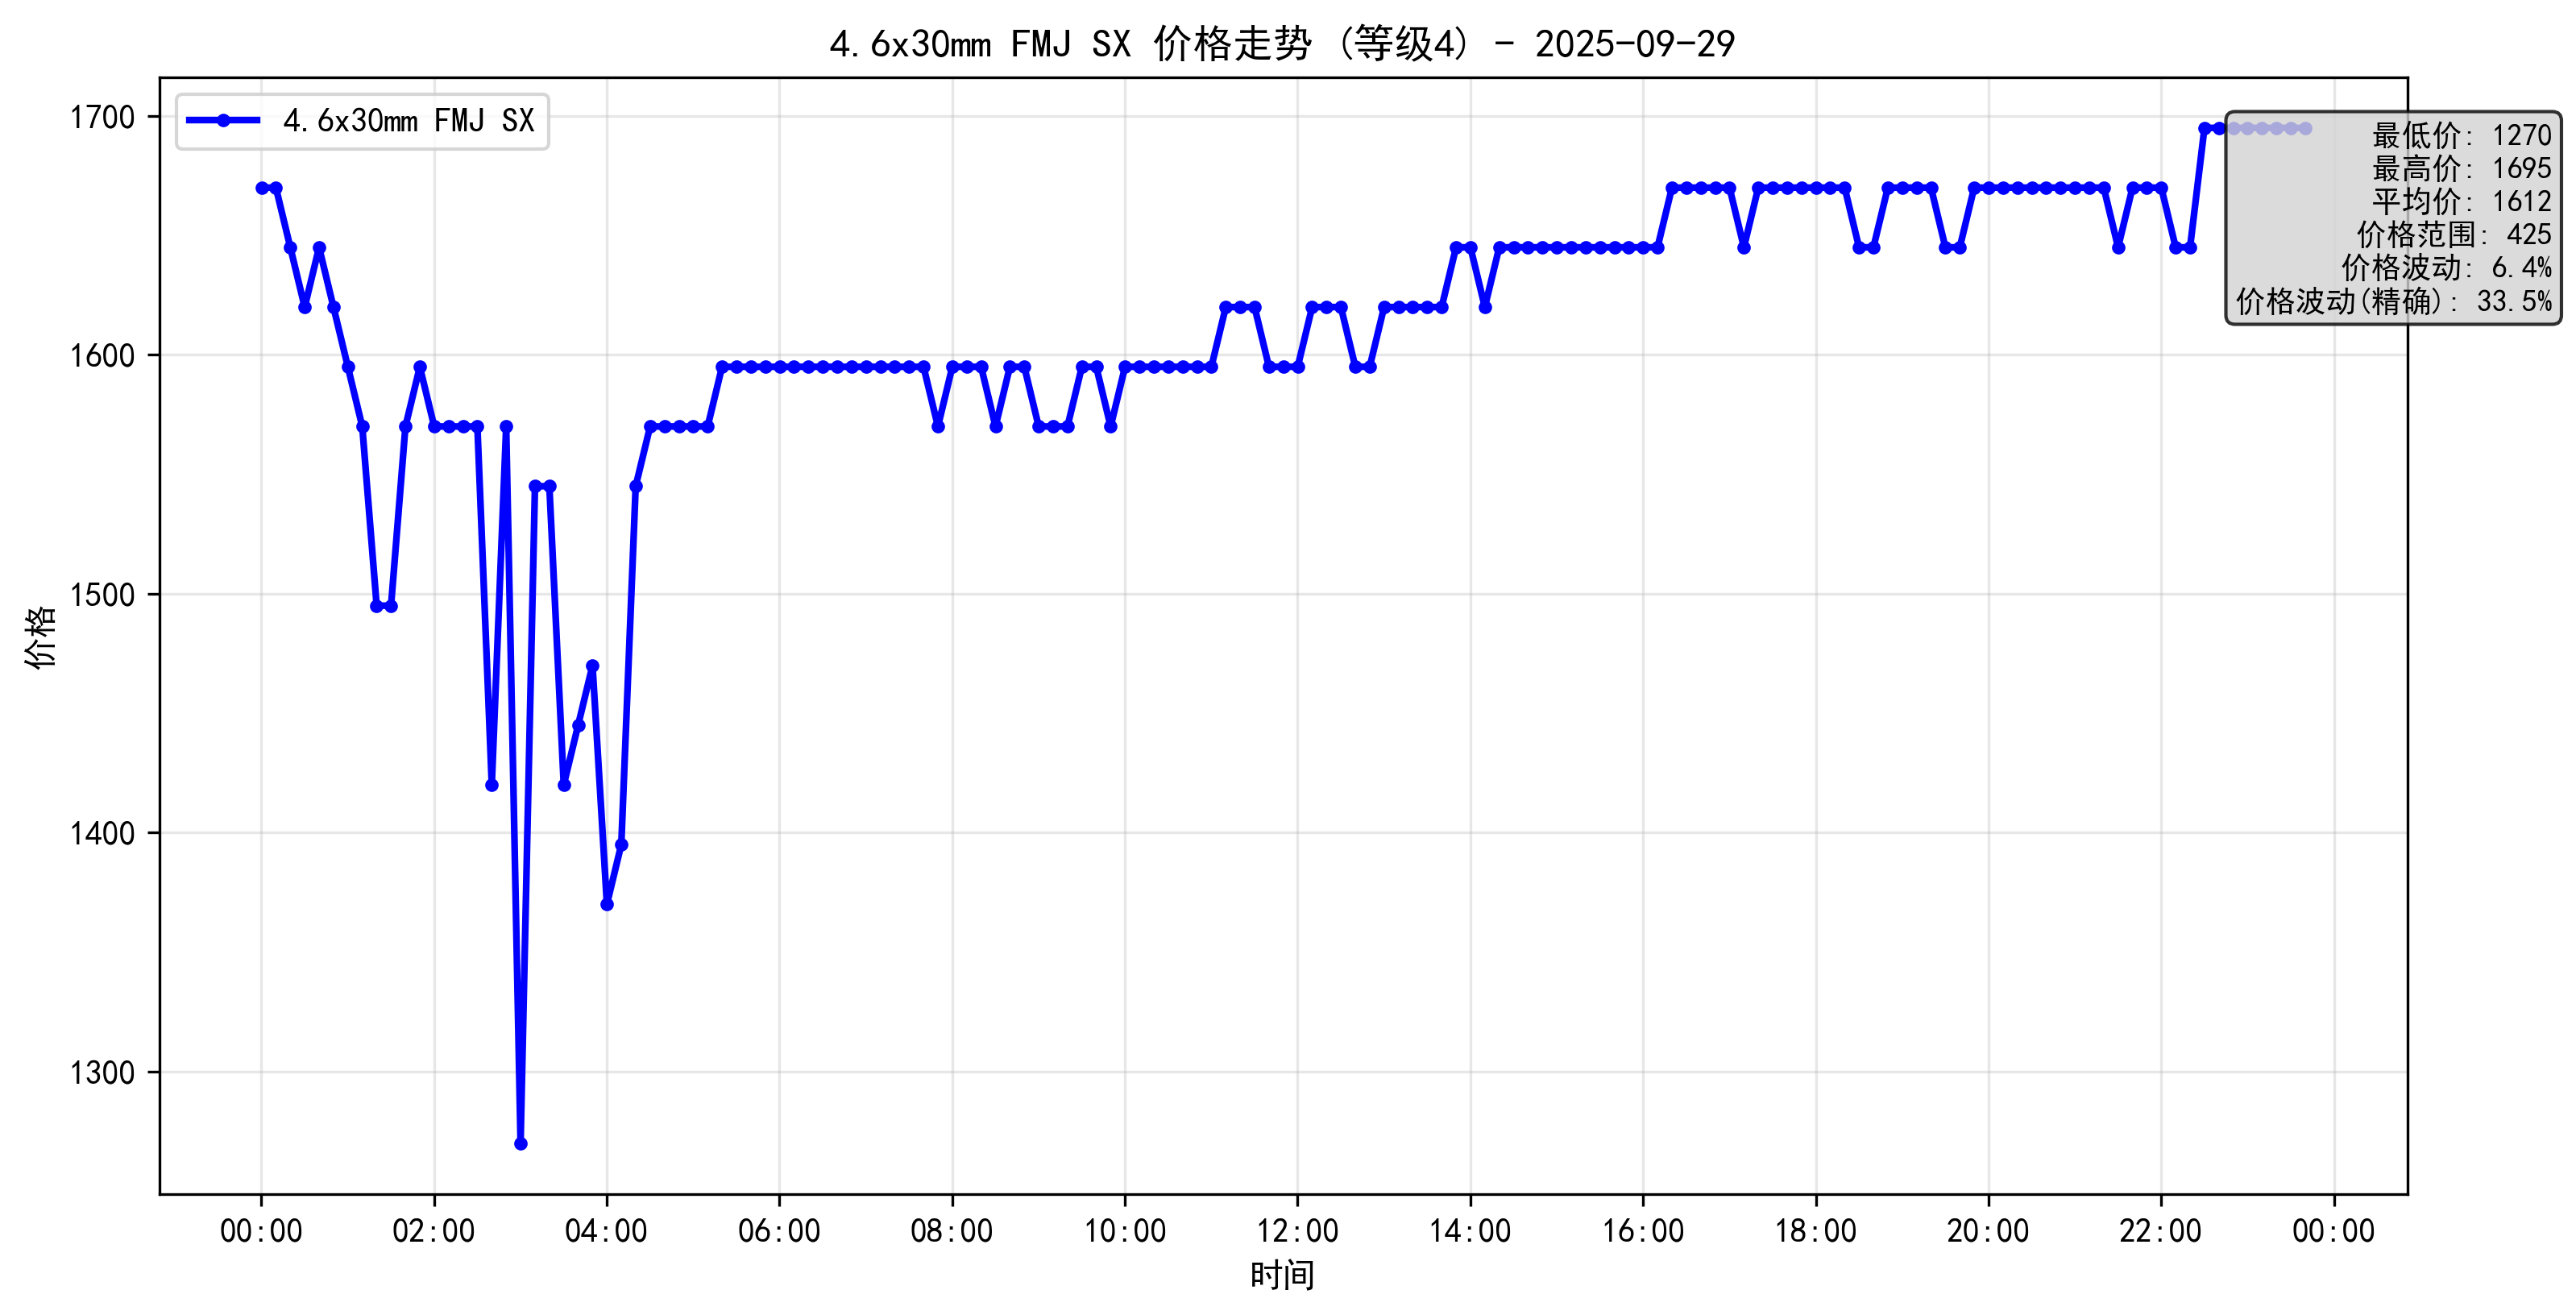 4.6x30mm FMJ SX 价格走势 (等级4) - 2025-09-29
4.6x30mm FMJ SX
最低价: 1270
最高价: 1695
平均价: 1612
价格范围: 425
价格波动: 6.4%
价格波动(精确): 33.5%
1700
1600
1500
1400
1300
价格
00:00 02:00 04:00 06:00 08:00 10:00 12:00 14:00 16:00 18:00 20:00 22:00 00:00
时间